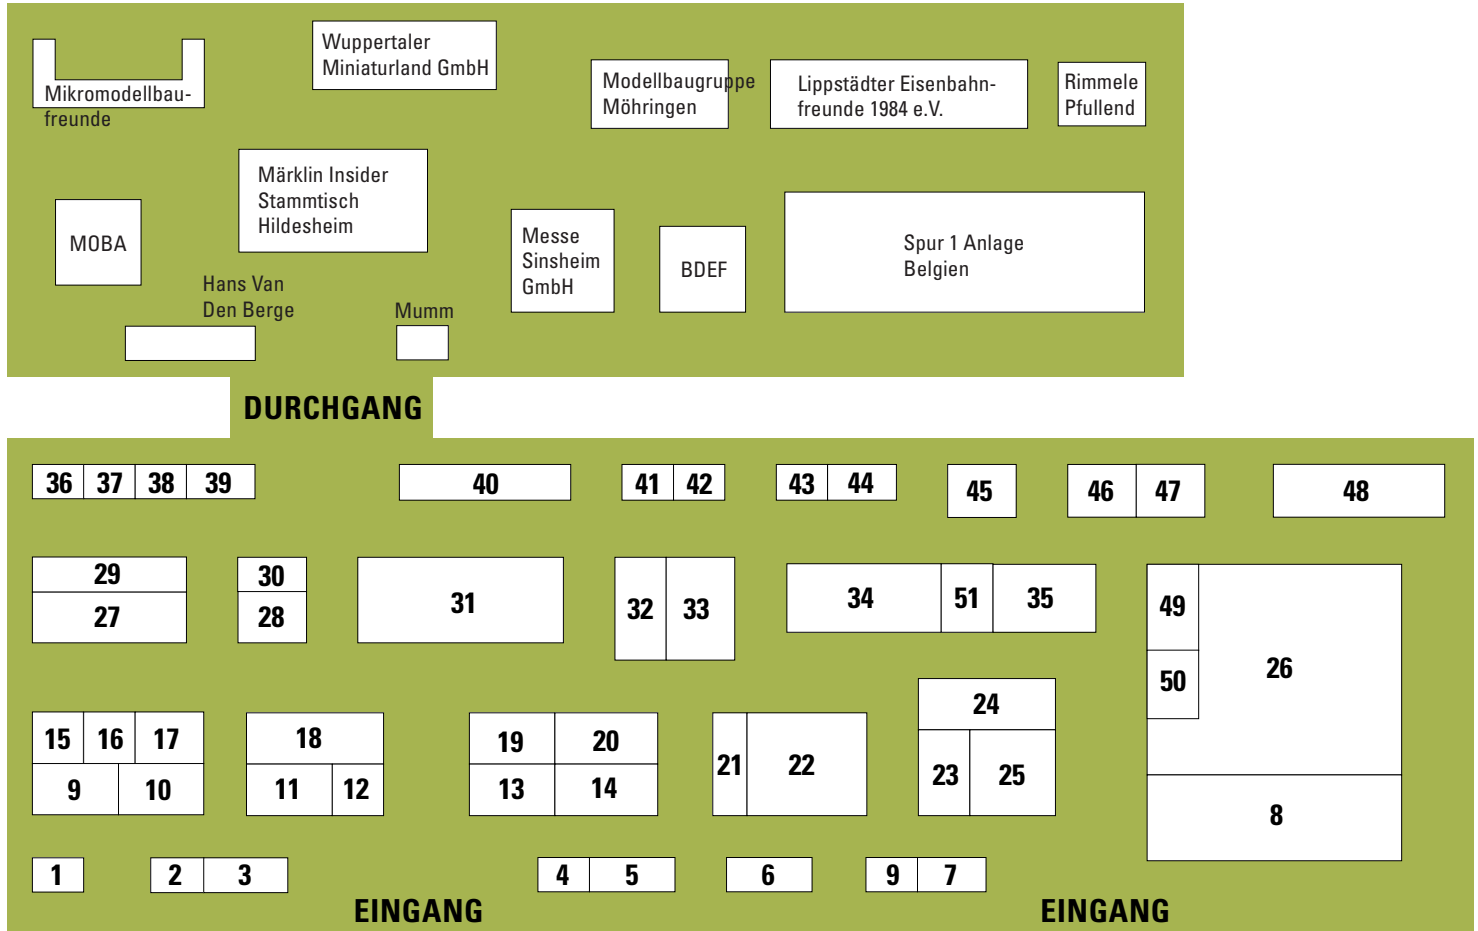 Wuppertaler
Miniaturland GmbH
Mikromodellbau-
freunde
Modellbaugruppe
Möhringen
Lippstädter Eisenbahn-
freunde 1984 e.V.
Rimmele
Pfullend
Märklin Insider
Stammtisch
Hildesheim
MOBA
Messe
Sinsheim
GmbH
BDEF
Spur 1 Anlage
Belgien
Hans Van
Den Berge
Mumm
DURCHGANG
36 37 38 39 40 41 42 43 44 45 46 47 48
29 30
27 28
31 32 33 34 51 35 49
50 26
24
15 16 17 18 19 20
21 22
23 25
9 10 11 12 13 14
8
1 2 3 4 5 6 9 7
EINGANG EINGANG